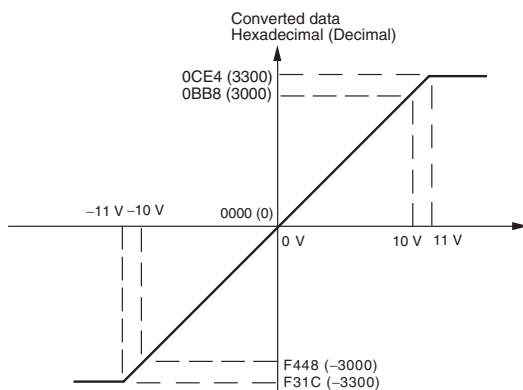 Converted data
Hexadecimal (Decimal)
0CE4 (3300)
0BB8 (3000)
−11 V −10 V
0000 (0)
0 V
10 V
11 V
F448 (−3000)
F31C (−3300)